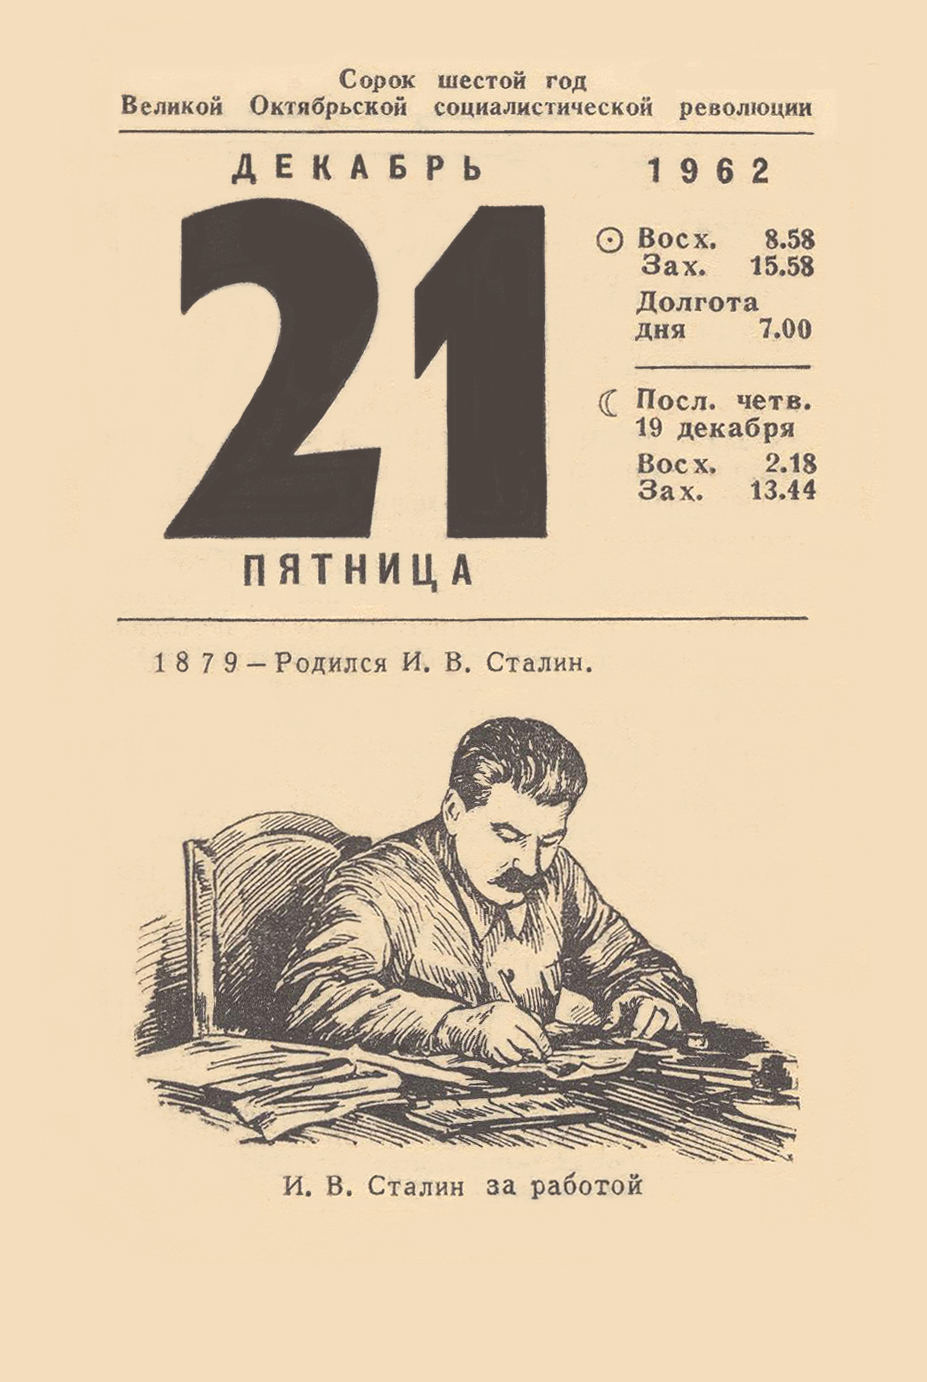 Сорок шестой год
Великой Октябрьской социалистической революции
ДЕКАБРЬ
1962
21
Восх. 8.58
Зах. 15.58
Долгота
дня 7.00
Посл. четв.
19 декабря
Восх. 2.18
Зах. 13.44
ПЯТНИЦА
1879 — Родился И. В. Сталин.
И. В. Сталин за работой